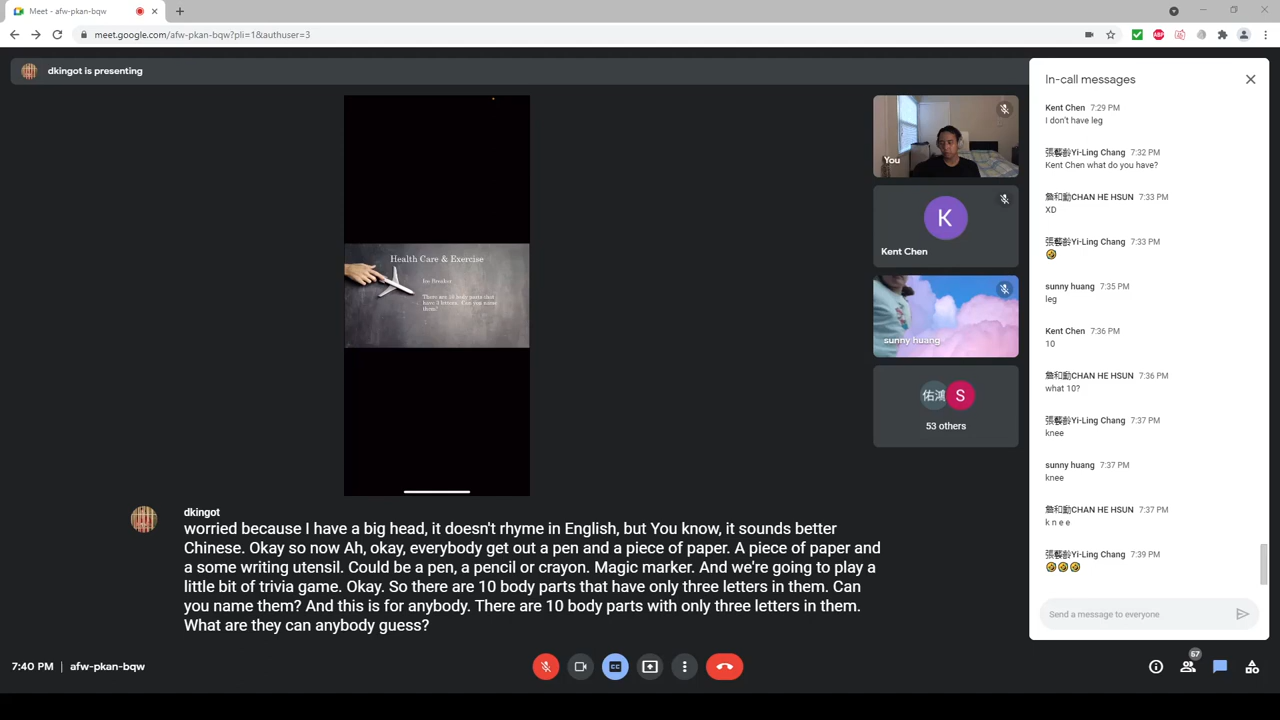 Meet - afw-pkan-bqw
meet.google.com/afw-pkan-bqw?pli=1&authuser=3
ABP
dkingot is presenting
Health Care & Exercise
Ice Breaker
There are 10 body parts that
have 3 letters. Can you name
them?
You
K
Kent Chen
sunny huang
佑鴻
S
53 others
In-call messages
Kent Chen 7:29 PM
I don't have leg
張藝齡Yi-Ling Chang 7:32 PM
Kent Chen what do you have?
詹和勳CHAN HE HSUN 7:33 PM
XD
張藝齡Yi-Ling Chang 7:33 PM
🤣
sunny huang 7:35 PM
leg
Kent Chen 7:36 PM
10
詹和勳CHAN HE HSUN 7:36 PM
what 10?
張藝齡Yi-Ling Chang 7:37 PM
knee
sunny huang 7:37 PM
knee
詹和勳CHAN HE HSUN 7:37 PM
k n e e
張藝齡Yi-Ling Chang 7:39 PM
🤣🤣🤣
Send a message to everyone
dkingot
worried because I have a big head, it doesn't rhyme in English, but You know, it sounds better
Chinese. Okay so now Ah, okay, everybody get out a pen and a piece of paper. A piece of paper and
a some writing utensil. Could be a pen, a pencil or crayon. Magic marker. And we're going to play a
little bit of trivia game. Okay. So there are 10 body parts that have only three letters in them. Can
you name them? And this is for anybody. There are 10 body parts with only three letters in them.
What are they can anybody guess?
7:40 PM | afw-pkan-bqw
CC
57